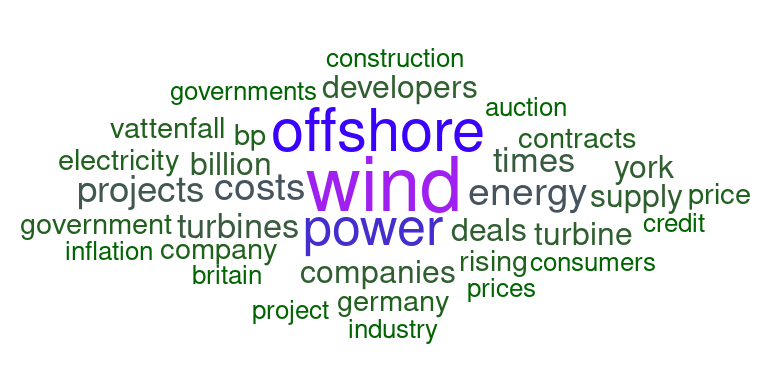 construction
governments developers
auction
vattenfall bp offshore contracts
electricity billion times york
projects costs wind energy supply price
government turbines power deals turbine credit
inflation company rising consumers
britain companies prices
project germany
industry